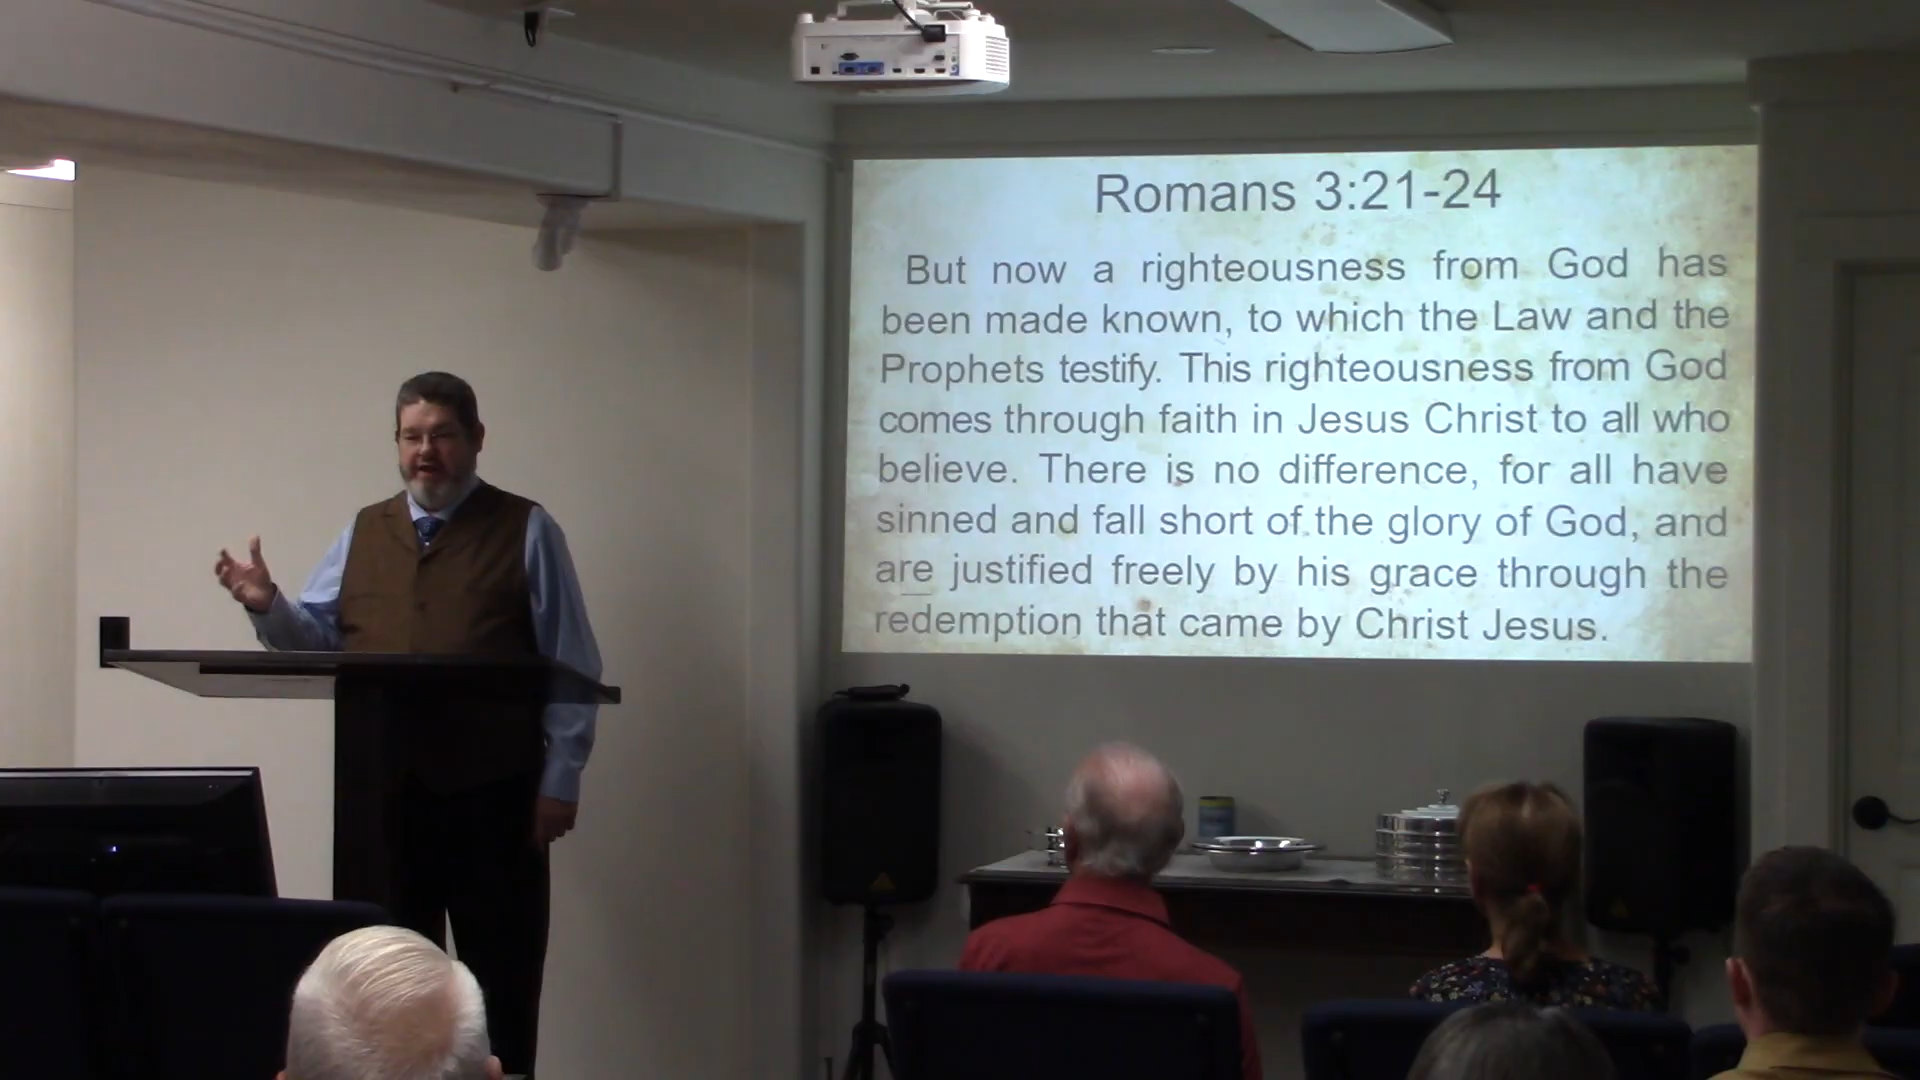 Romans 3:21-24
But now a righteousness from God has
been made known, to which the Law and the
Prophets testify. This righteousness from God
comes through faith in Jesus Christ to all who
believe. There is no difference, for all have
sinned and fall short of the glory of God, and
are justified freely by his grace through the
redemption that came by Christ Jesus.